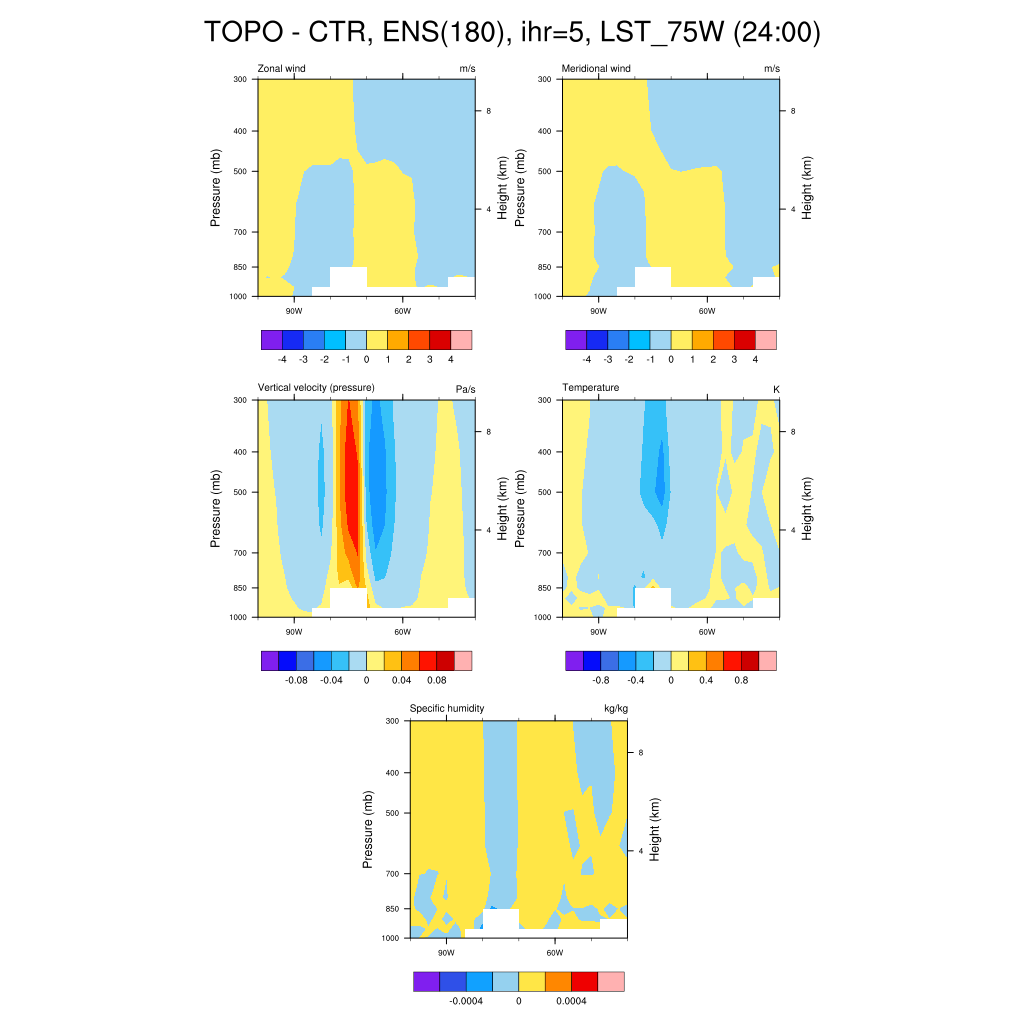 TOPO - CTR, ENS(180), ihr=5, LST_75W (24:00)
Zonal wind m/s
Meridional wind m/s
300
400
500
700
850
1000
Pressure (mb)
8
4
Height (km)
90W 60W
300
400
500
700
850
1000
Pressure (mb)
8
4
Height (km)
90W 60W
-4 -3 -2 -1 0 1 2 3 4
-4 -3 -2 -1 0 1 2 3 4
Vertical velocity (pressure) Pa/s
Temperature K
300
400
500
700
850
1000
Pressure (mb)
8
4
Height (km)
90W 60W
300
400
500
700
850
1000
Pressure (mb)
8
4
Height (km)
90W 60W
-0.08 -0.04 0 0.04 0.08
-0.8 -0.4 0 0.4 0.8
Specific humidity kg/kg
300
400
500
700
850
1000
Pressure (mb)
8
4
Height (km)
90W 60W
-0.0004 0 0.0004